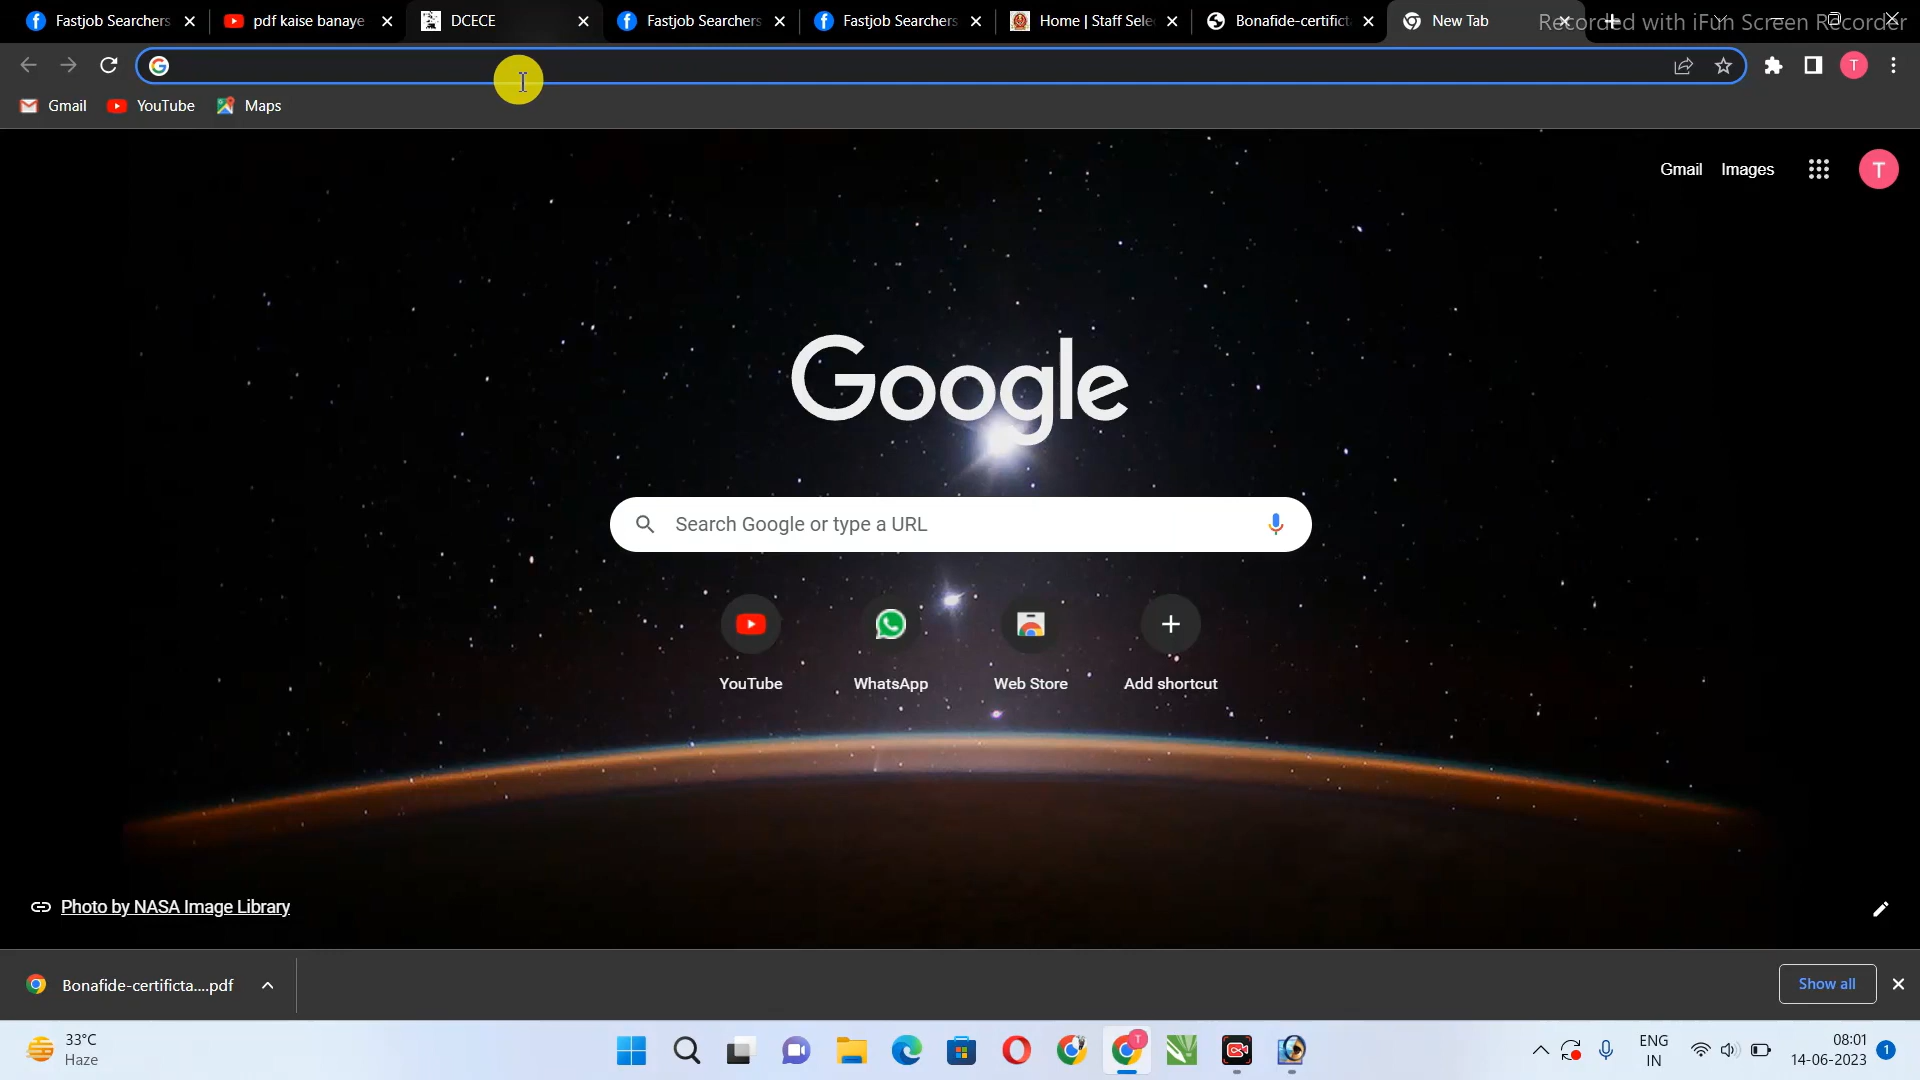 Fastjob Searchers
pdf kaise banaye
DCECE
Fastjob Searchers
Fastjob Searchers
Home | Staff Sele
Bonafide-certifict
New Tab
Recorded with iFun Screen Recorder
T
Gmail
YouTube
Maps
Gmail
Images
T
Google
Search Google or type a URL
YouTube
WhatsApp
Web Store
Add shortcut
Photo by NASA Image Library
Bonafide-certificta....pdf
Show all
33°C
Haze
T
ENG
IN
08:01
14-06-2023
1